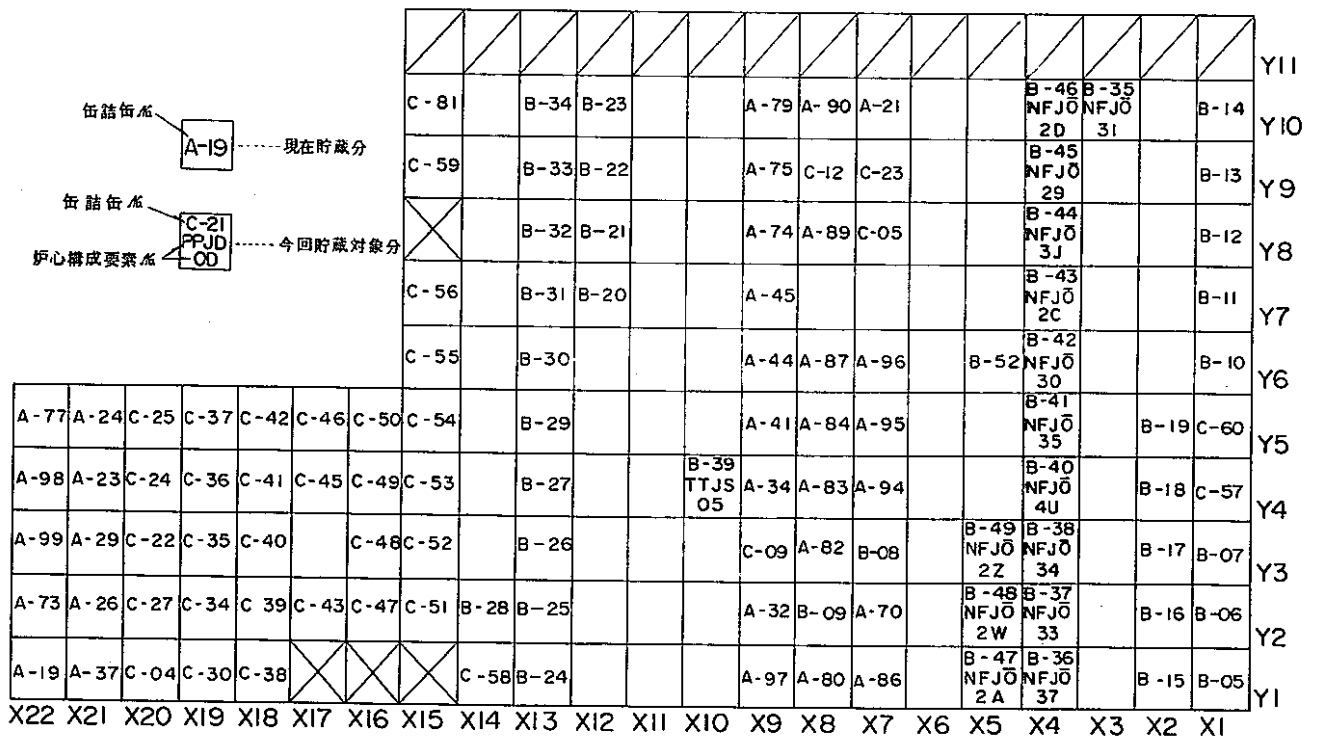 缶詰缶№
A-19 現在貯蔵分
缶詰缶№
C-21
PPJD
OD
今回貯蔵対象分
炉心構成要素№
Y11
C-81 B-34 B-23 A-79 A-90 A-21 B-46 NFJŌ 2D B-35 NFJŌ 31 B-14 Y10
C-59 B-33 B-22 A-75 C-12 C-23 B-45 NFJŌ 29 B-13 Y9
B-32 B-21 A-74 A-89 C-05 B-44 NFJŌ 3J B-12 Y8
C-56 B-31 B-20 A-45 B-43 NFJŌ 2C B-11 Y7
C-55 B-30 A-44 A-87 A-96 B-52 B-42 NFJŌ 30 B-10 Y6
A-77 A-24 C-25 C-37 C-42 C-46 C-50 C-54 B-29 A-41 A-84 A-95 B-41 NFJŌ 35 B-19 C-60 Y5
A-98 A-23 C-24 C-36 C-41 C-45 C-49 C-53 B-27 B-39 TTJS 05 A-34 A-83 A-94 B-40 NFJŌ 4U B-18 C-57 Y4
A-99 A-29 C-22 C-35 C-40 C-48 C-52 B-26 C-09 A-82 B-08 B-49 NFJŌ 2Z B-38 NFJŌ 34 B-17 B-07 Y3
A-73 A-26 C-27 C-34 C 39 C-43 C-47 C-51 B-28 B-25 A-32 B-09 A-70 B-48 NFJŌ 2W B-37 NFJŌ 33 B-16 B-06 Y2
A-19 A-37 C-04 C-30 C-38 C-58 B-24 A-97 A-80 A-86 B-47 NFJŌ 2A B-36 NFJŌ 37 B-15 B-05 Y1
X22 X21 X20 X19 X18 X17 X16 X15 X14 X13 X12 X11 X10 X9 X8 X7 X6 X5 X4 X3 X2 X1